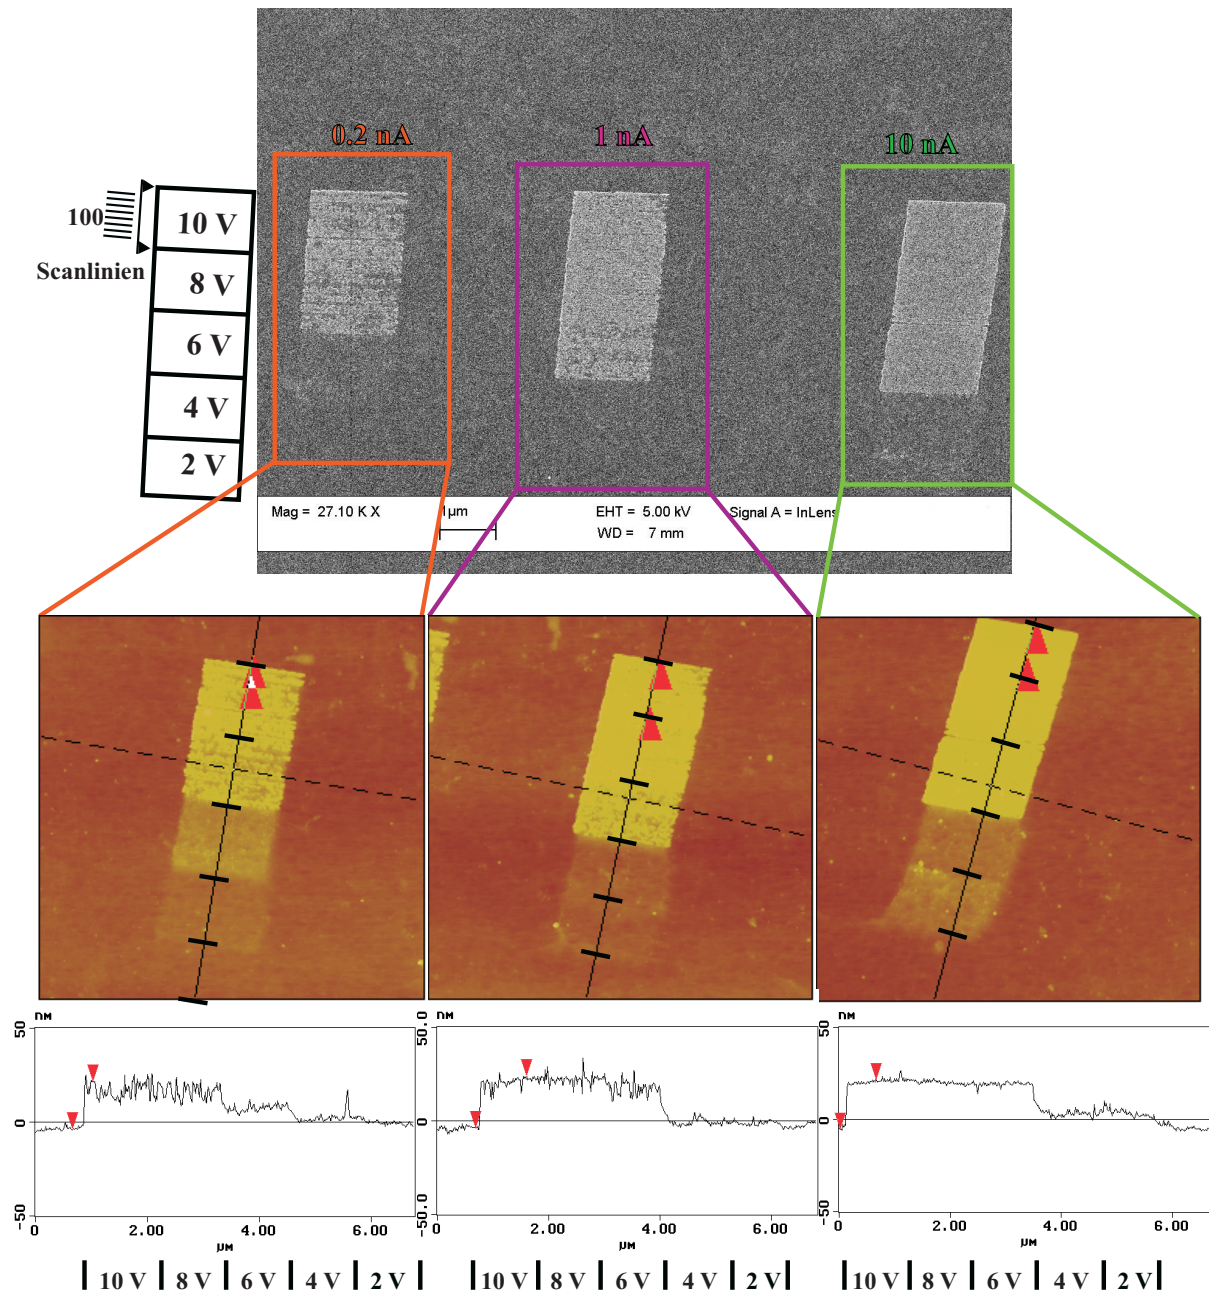 0.2 nA
1 nA
10 nA
100
Scanlinien
10 V
8 V
6 V
4 V
2 V
Mag = 27.10 K X
1µm
EHT = 5.00 kV
WD = 7 mm
Signal A = InLens
nM
50
0
-50
0
2.00
4.00
6.00
µM
50.0
0
-50.0
0
2.00
4.00
6.00
µM
nM
50
0
-50
0
2.00
4.00
6.00
µM
10 V 8 V 6 V 4 V 2 V
10 V 8 V 6 V 4 V 2 V
10 V 8 V 6 V 4 V 2 V